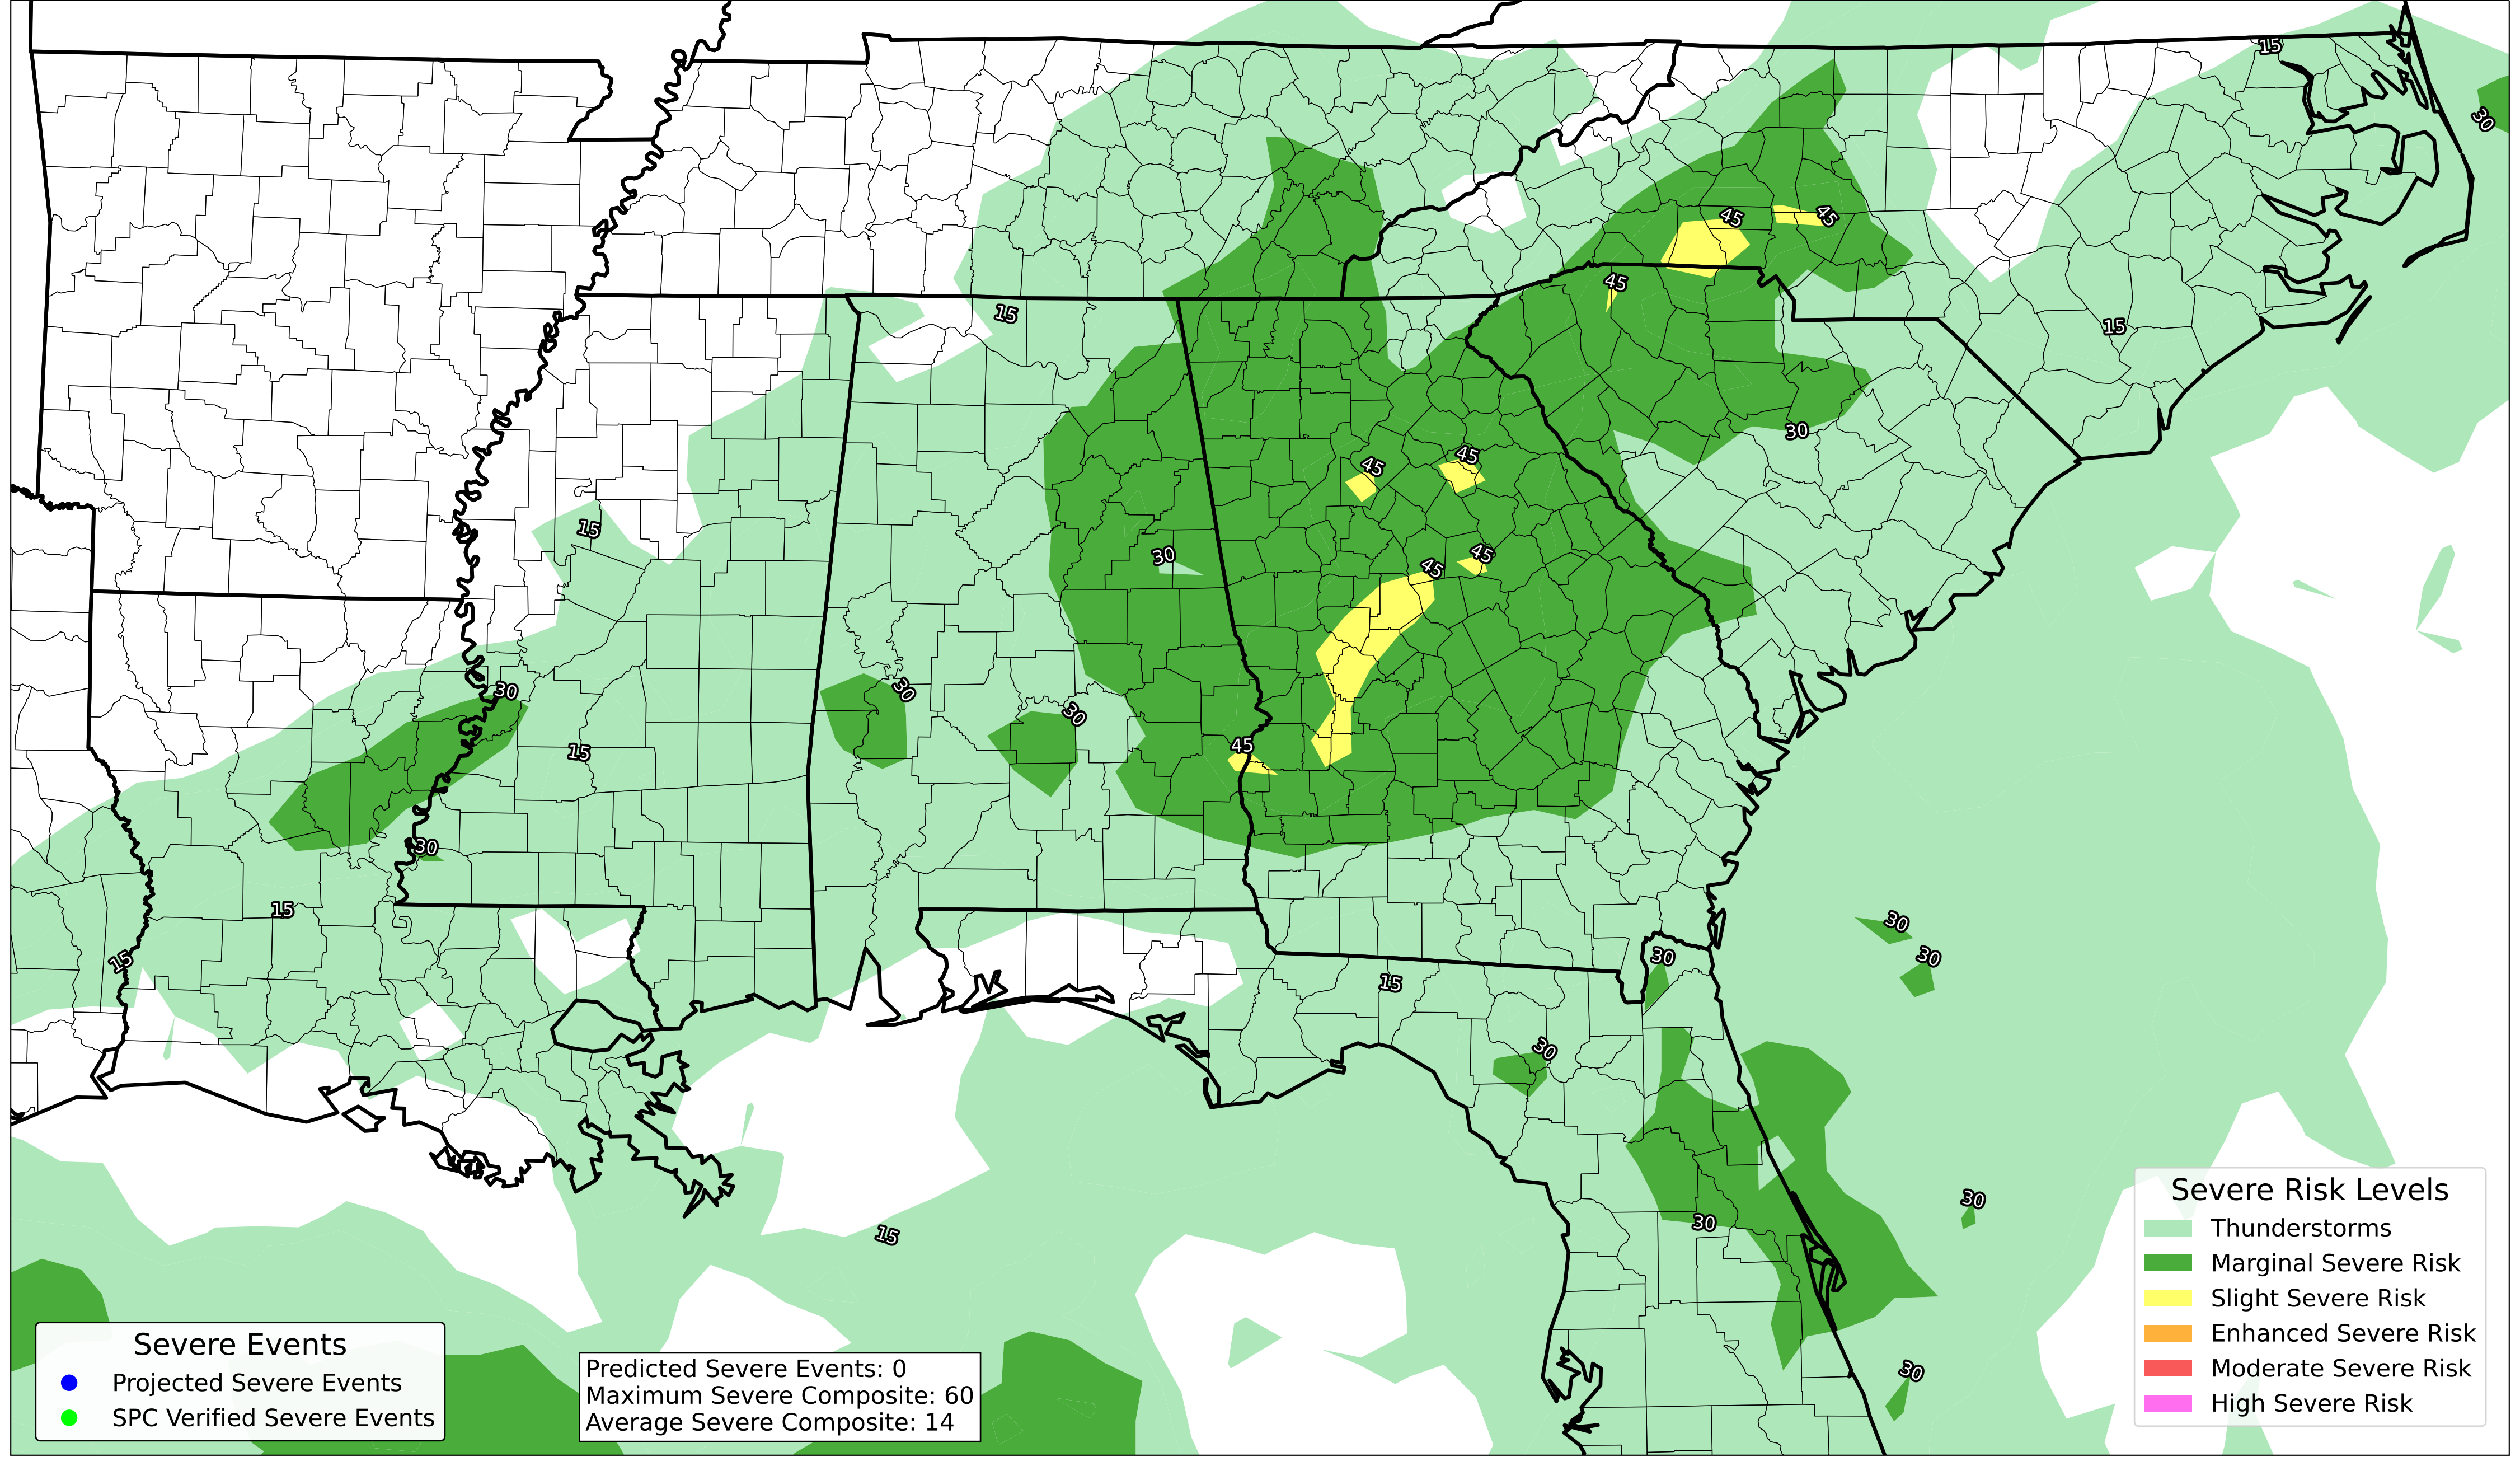 15
30
45
45
45
15
15
30
45
45
15
30
45
45
30
30
30
45
15
30
15
30
15
30
30
15
30
15
30
30
15
Severe Events
Projected Severe Events
SPC Verified Severe Events
Predicted Severe Events: 0
Maximum Severe Composite: 60
Average Severe Composite: 14
30
Severe Risk Levels
Thunderstorms
Marginal Severe Risk
Slight Severe Risk
Enhanced Severe Risk
Moderate Severe Risk
High Severe Risk